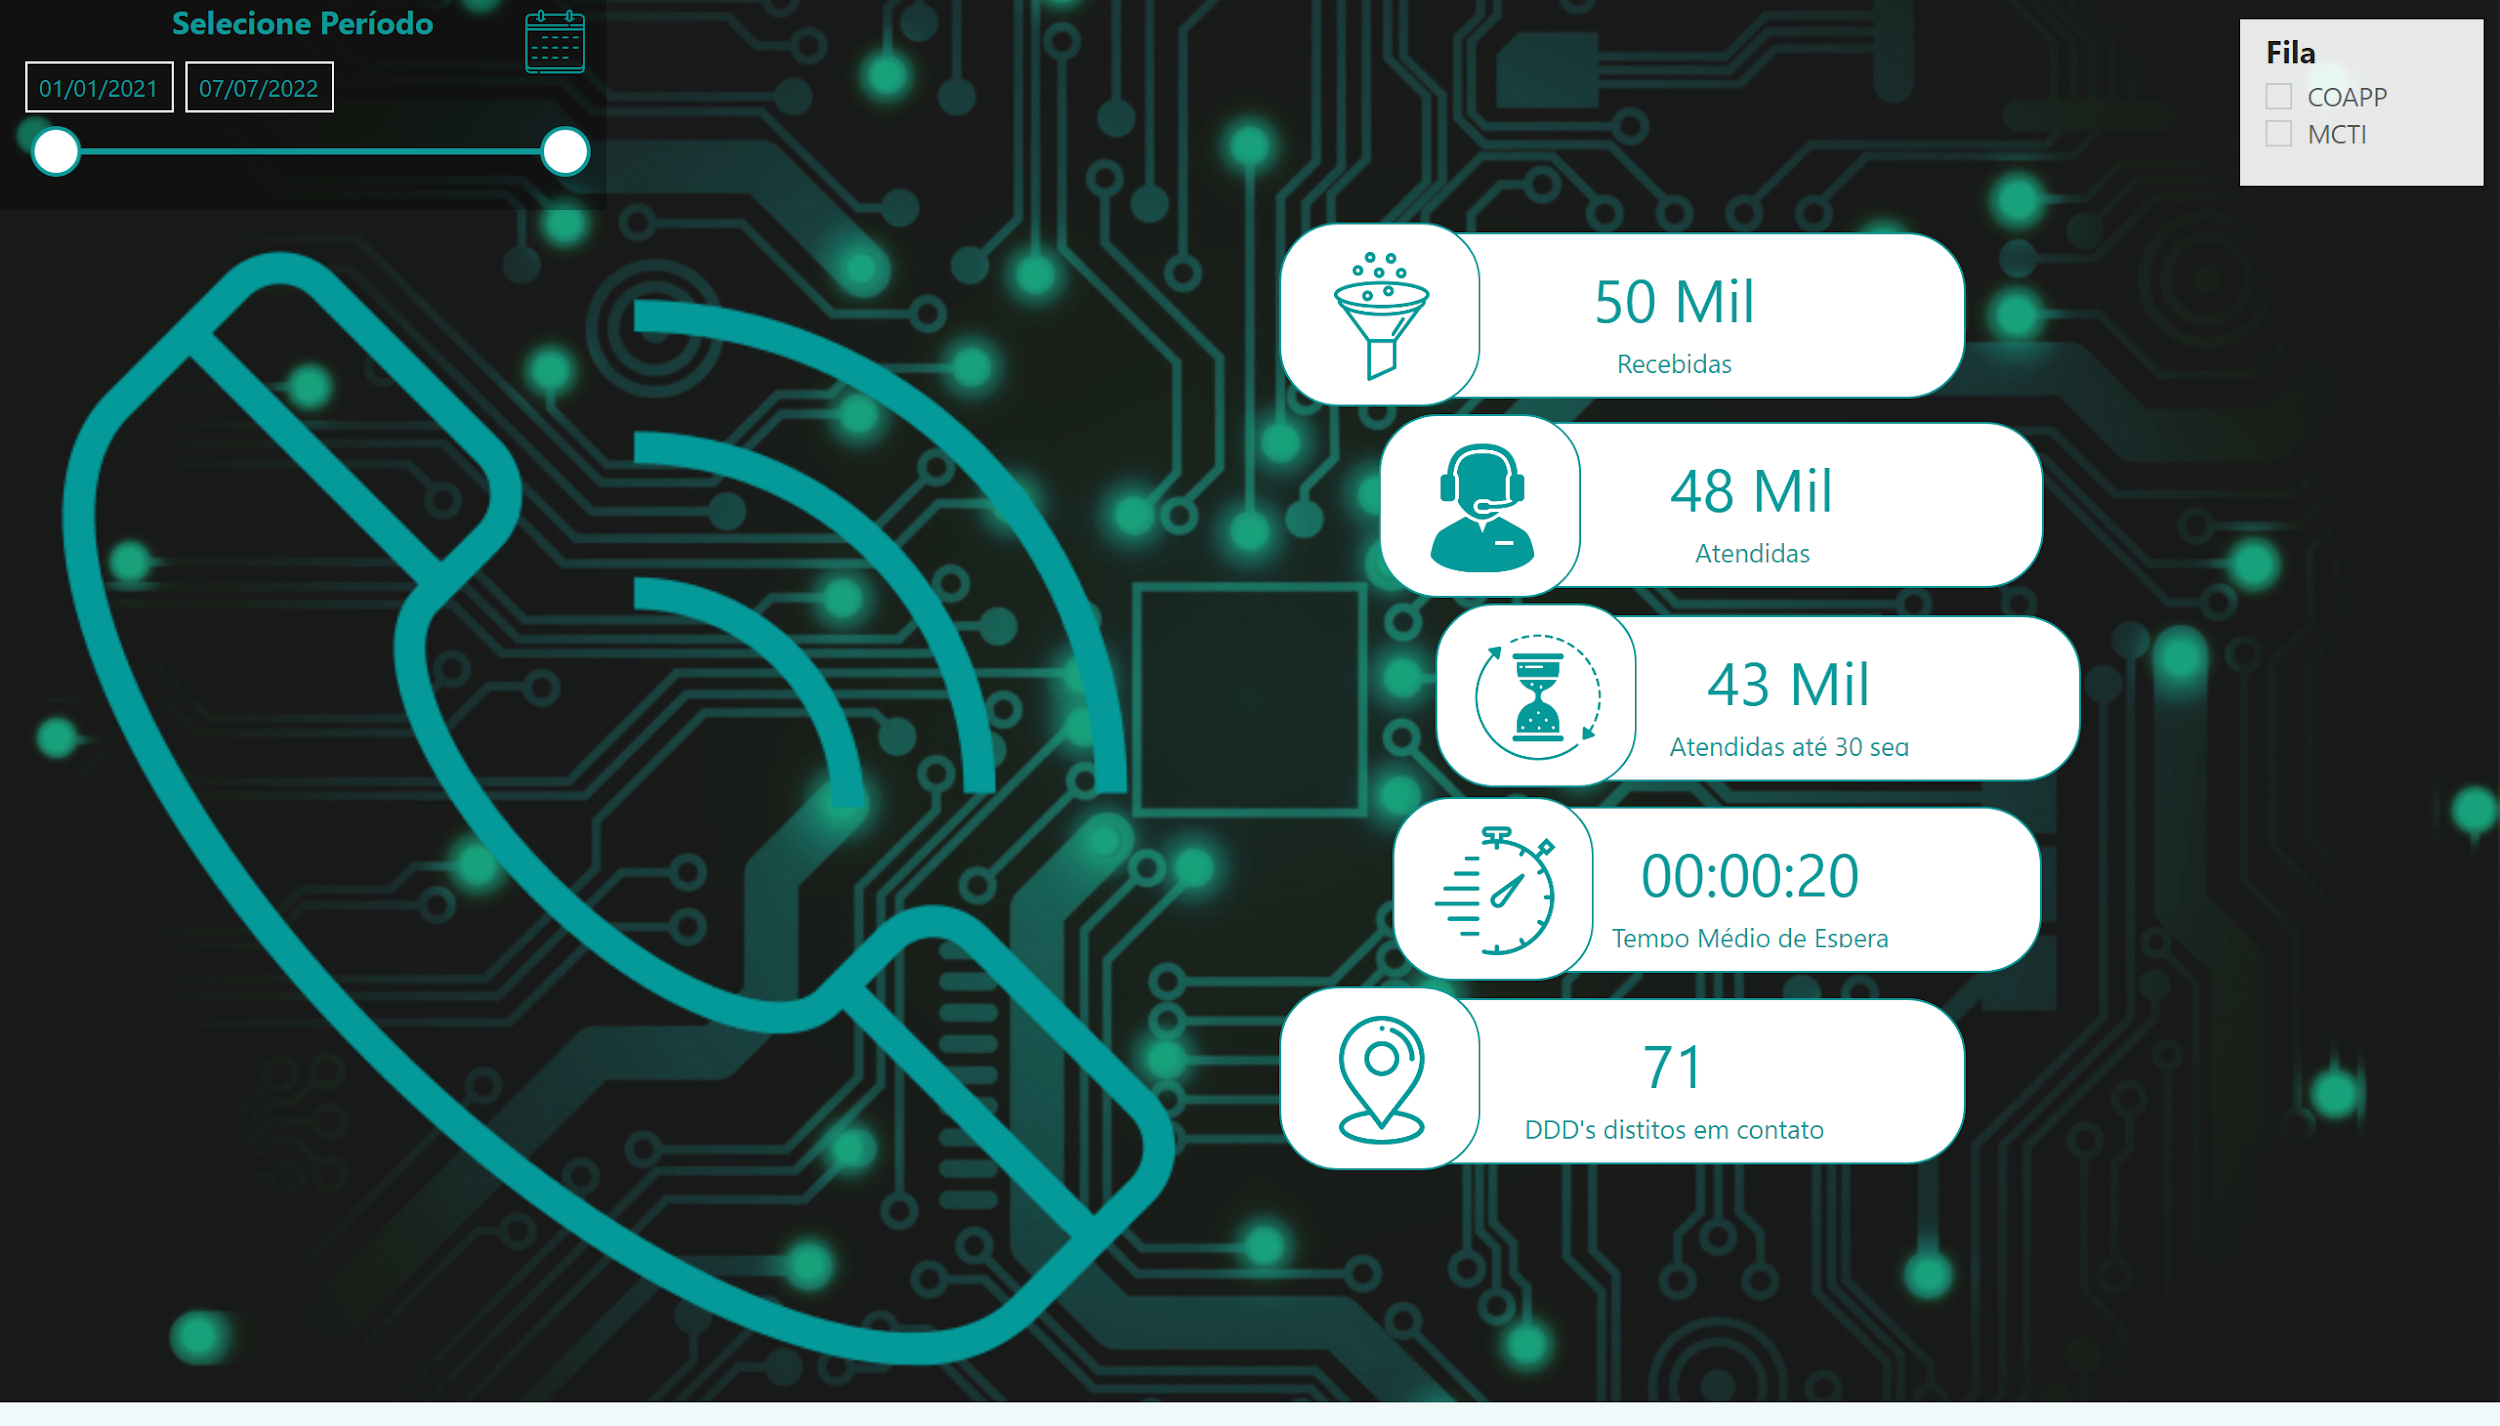 Selecione Período
01/01/2021 07/07/2022
Fila
COAPP
MCTI
50 Mil
Recebidas
48 Mil
Atendidas
43 Mil
Atendidas até 30 seg
00:00:20
Tempo Médio de Espera
71
DDD's distitos em contato